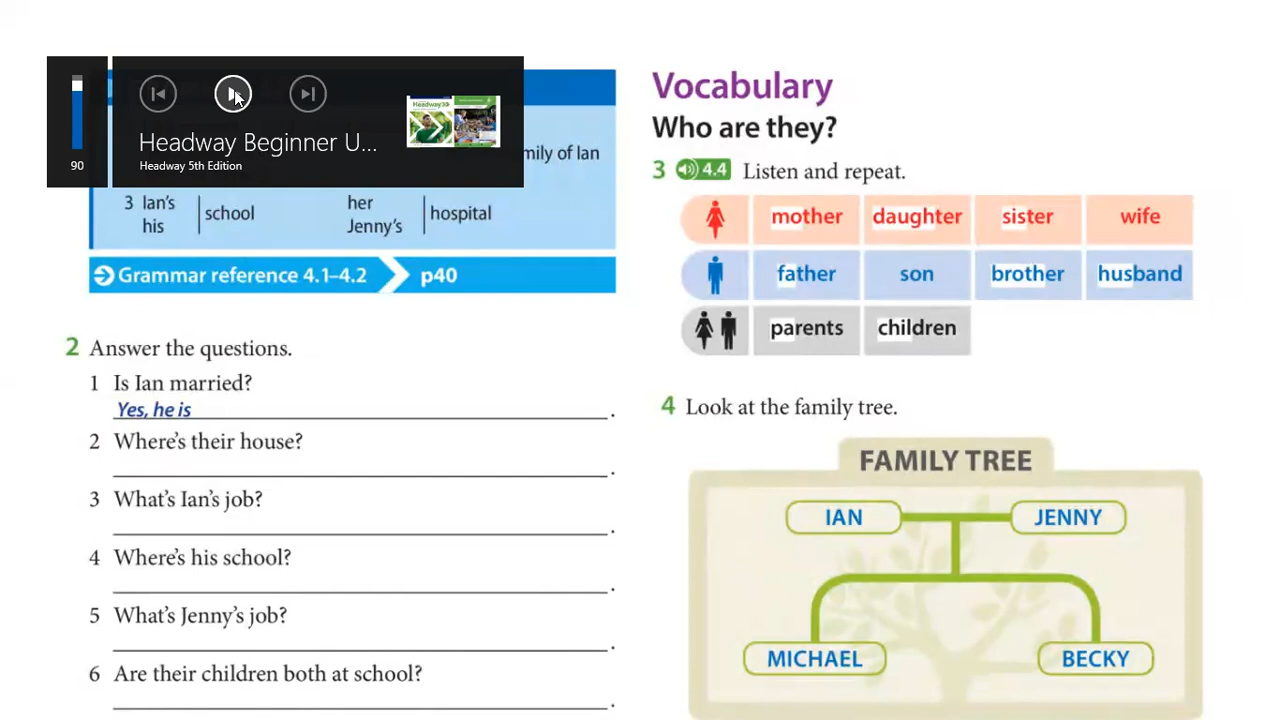 90
Headway Beginner U...
Headway 5th Edition
Headway
mily of Ian
3 Ian's
his
school
her
Jenny's
hospital
Grammar reference 4.1–4.2 p40
2 Answer the questions.
1 Is Ian married?
Yes, he is .
2 Where's their house?
.
3 What's Ian's job?
.
4 Where's his school?
.
5 What's Jenny's job?
.
6 Are their children both at school?
.
Vocabulary
Who are they?
3 4.4 Listen and repeat.
mother daughter sister wife
father son brother husband
parents children
4 Look at the family tree.
FAMILY TREE
IAN JENNY
MICHAEL BECKY